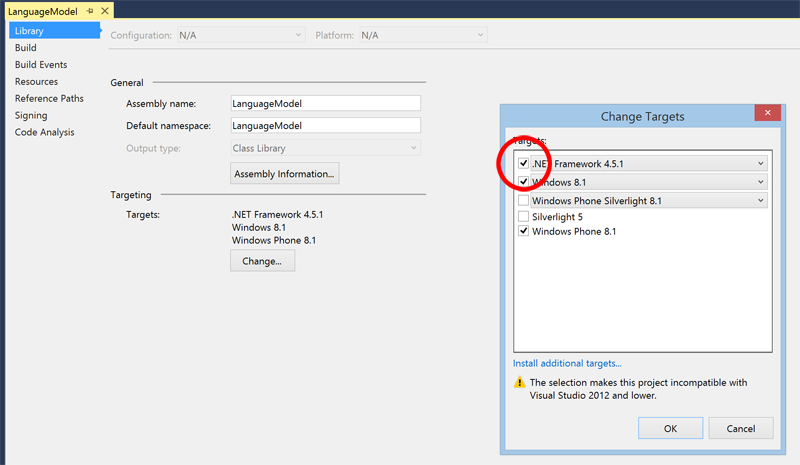 LanguageModel
Library
Build
Build Events
Resources
Reference Paths
Signing
Code Analysis
Configuration: N/A
Platform: N/A
General
Assembly name: LanguageModel
Default namespace: LanguageModel
Output type: Class Library
Assembly Information...
Targeting
Targets: .NET Framework 4.5.1
Windows 8.1
Windows Phone 8.1
Change...
Change Targets
Targets:
.NET Framework 4.5.1
Windows 8.1
Windows Phone Silverlight 8.1
Silverlight 5
Windows Phone 8.1
Install additional targets...
The selection makes this project incompatible with
Visual Studio 2012 and lower.
OK
Cancel